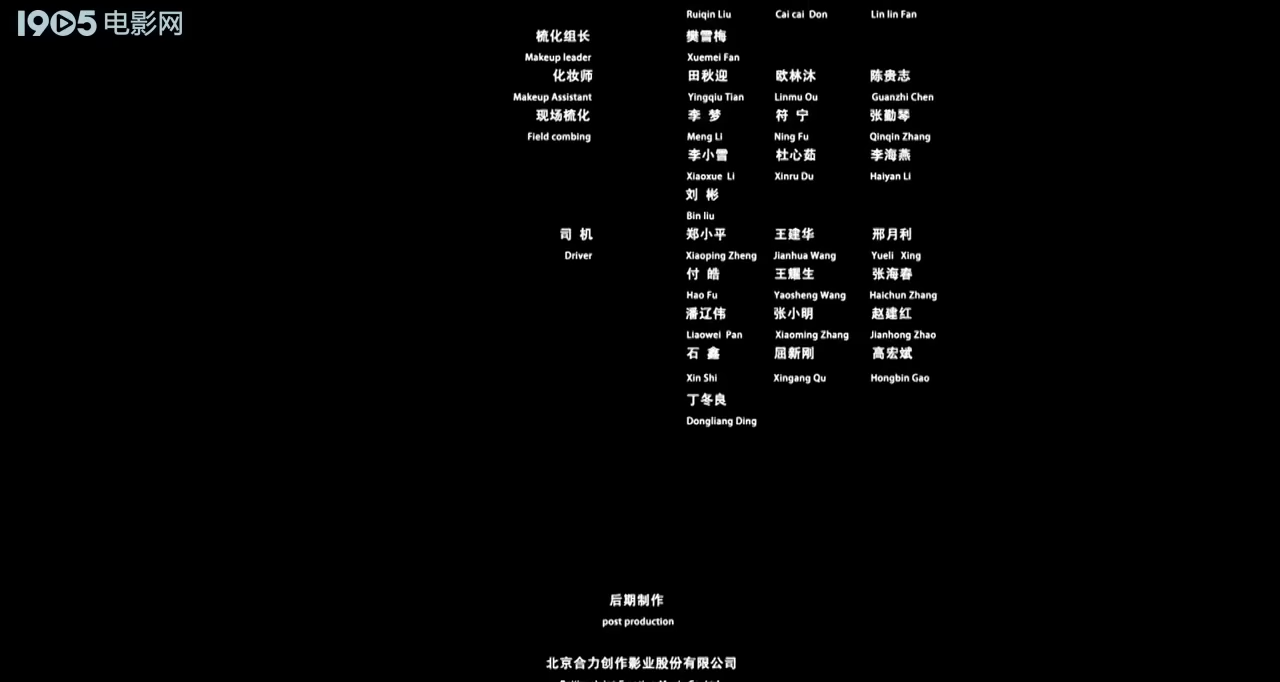 1905电影网
Ruiqin Liu Cai cai Don Lin lin Fan
梳化组长 樊雪梅
Makeup leader Xuemei Fan
化妆师 田秋迎 欧林沐 陈贵志
Makeup Assistant Yingqiu Tian Linmu Ou Guanzhi Chen
现场梳化 李 梦 符 宁 张勤琴
Field combing Meng Li Ning Fu Qinqin Zhang
李小雪 杜心茹 李海燕
Xiaoxue Li Xinru Du Haiyan Li
刘 彬
Bin liu
司 机 郑小平 王建华 邢月利
Driver Xiaoping Zheng Jianhua Wang Yueli Xing
付 皓 王耀生 张海春
Hao Fu Yaosheng Wang Haichun Zhang
潘辽伟 张小明 赵建红
Liaowei Pan Xiaoming Zhang Jianhong Zhao
石 鑫 屈新刚 高宏斌
Xin Shi Xingang Qu Hongbin Gao
丁冬良
Dongliang Ding
后期制作
post production
北京合力创作影业股份有限公司